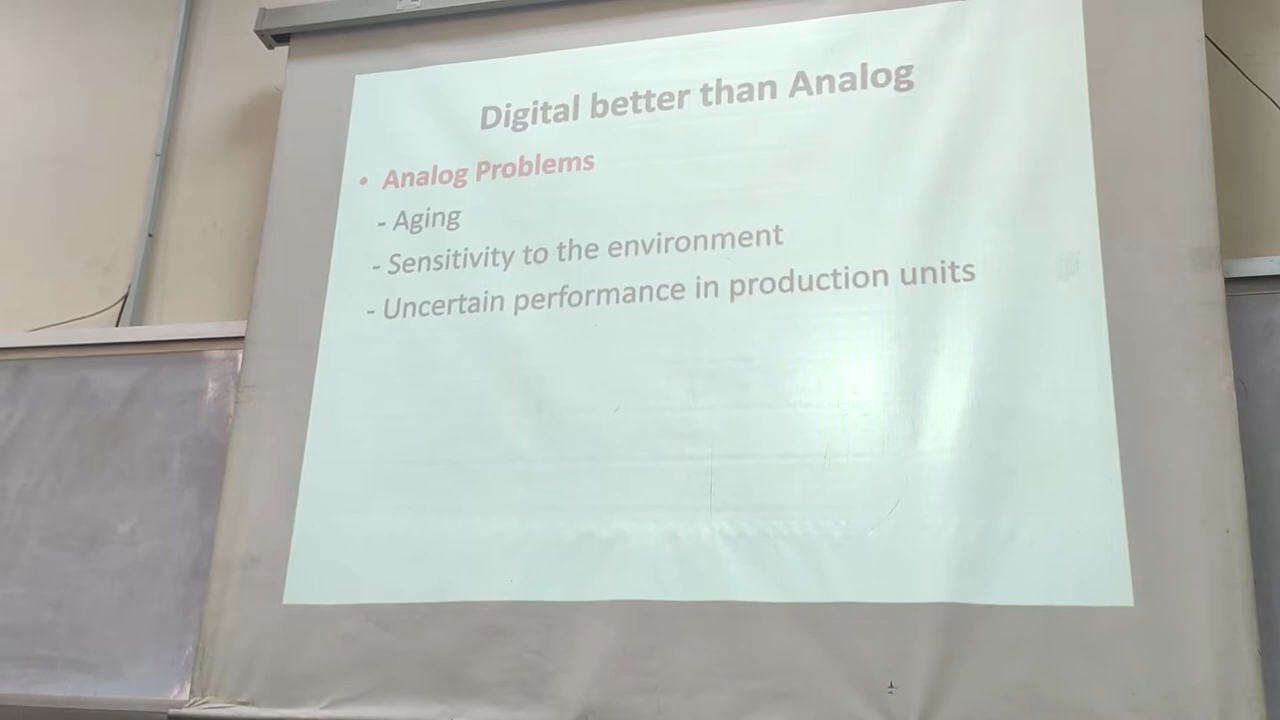 Digital better than Analog
• Analog Problems
- Aging
- Sensitivity to the environment
- Uncertain performance in production units